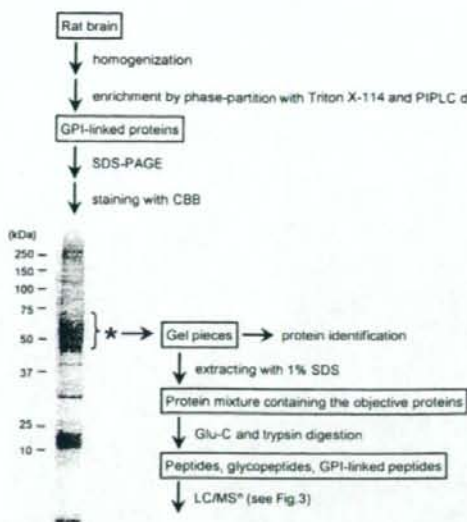 Rat brain
homogenization
enrichment by phase-partition with Triton X-114 and PIPLC d
GPI-linked proteins
SDS-PAGE
staining with CBB
(kDa)
250
150
100
75
50
37
25
10
*
Gel pieces
protein identification
extracting with 1% SDS
Protein mixture containing the objective proteins
Glu-C and trypsin digestion
Peptides, glycopeptides, GPI-linked peptides
LC/MSⁿ (see Fig.3)